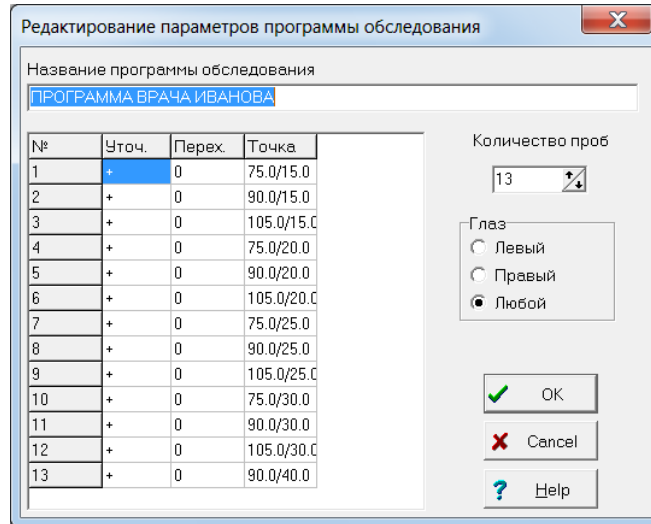 Редактирование параметров программы обследования
Название программы обследования
ПРОГРАММА ВРАЧА ИВАНОВА
№ Уточ. Перех. Точка
1 + 0 75.0/15.0
2 + 0 90.0/15.0
3 + 0 105.0/15.0
4 + 0 75.0/20.0
5 + 0 90.0/20.0
6 + 0 105.0/20.0
7 + 0 75.0/25.0
8 + 0 90.0/25.0
9 + 0 105.0/25.0
10 + 0 75.0/30.0
11 + 0 90.0/30.0
12 + 0 105.0/30.0
13 + 0 90.0/40.0
Количество проб
13
Глаз
Левый
Правый
Любой
OK
Cancel
Help